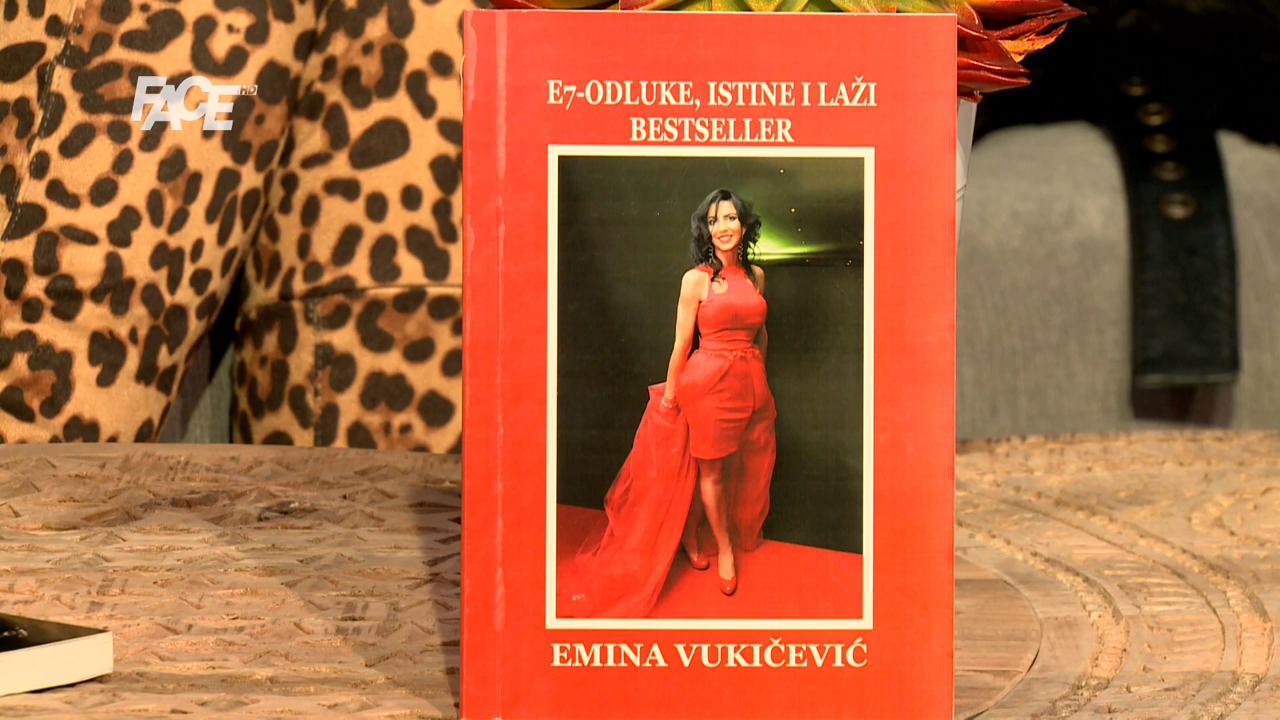 FACE HD
E7-ODLUKE, ISTINE I LAŽI
BESTSELLER
EMINA VUKIČEVIĆ